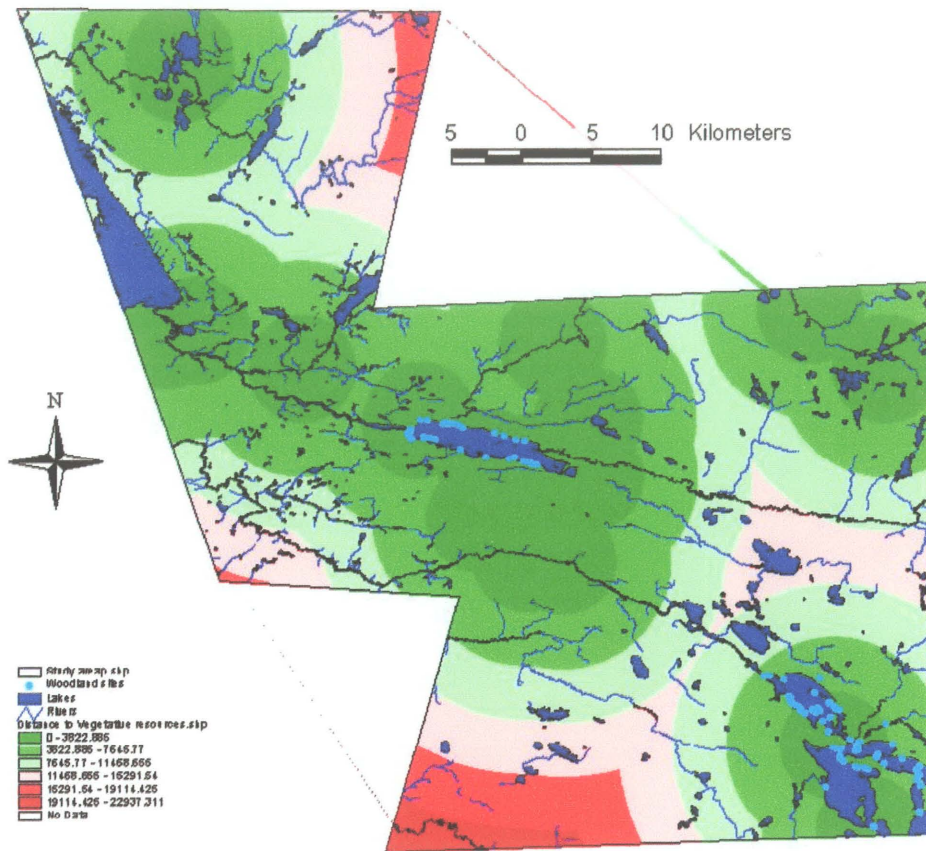 5 0 5 10 Kilometers
N
Study areap.shp
Woodland sites
Lakes
Rivers
Distance to Vegetative resources.shp
0 - 3822.885
3822.885 - 7645.77
7645.77 - 11468.655
11468.655 - 15291.54
15291.54 - 19114.425
19114.425 - 22937.311
No Data